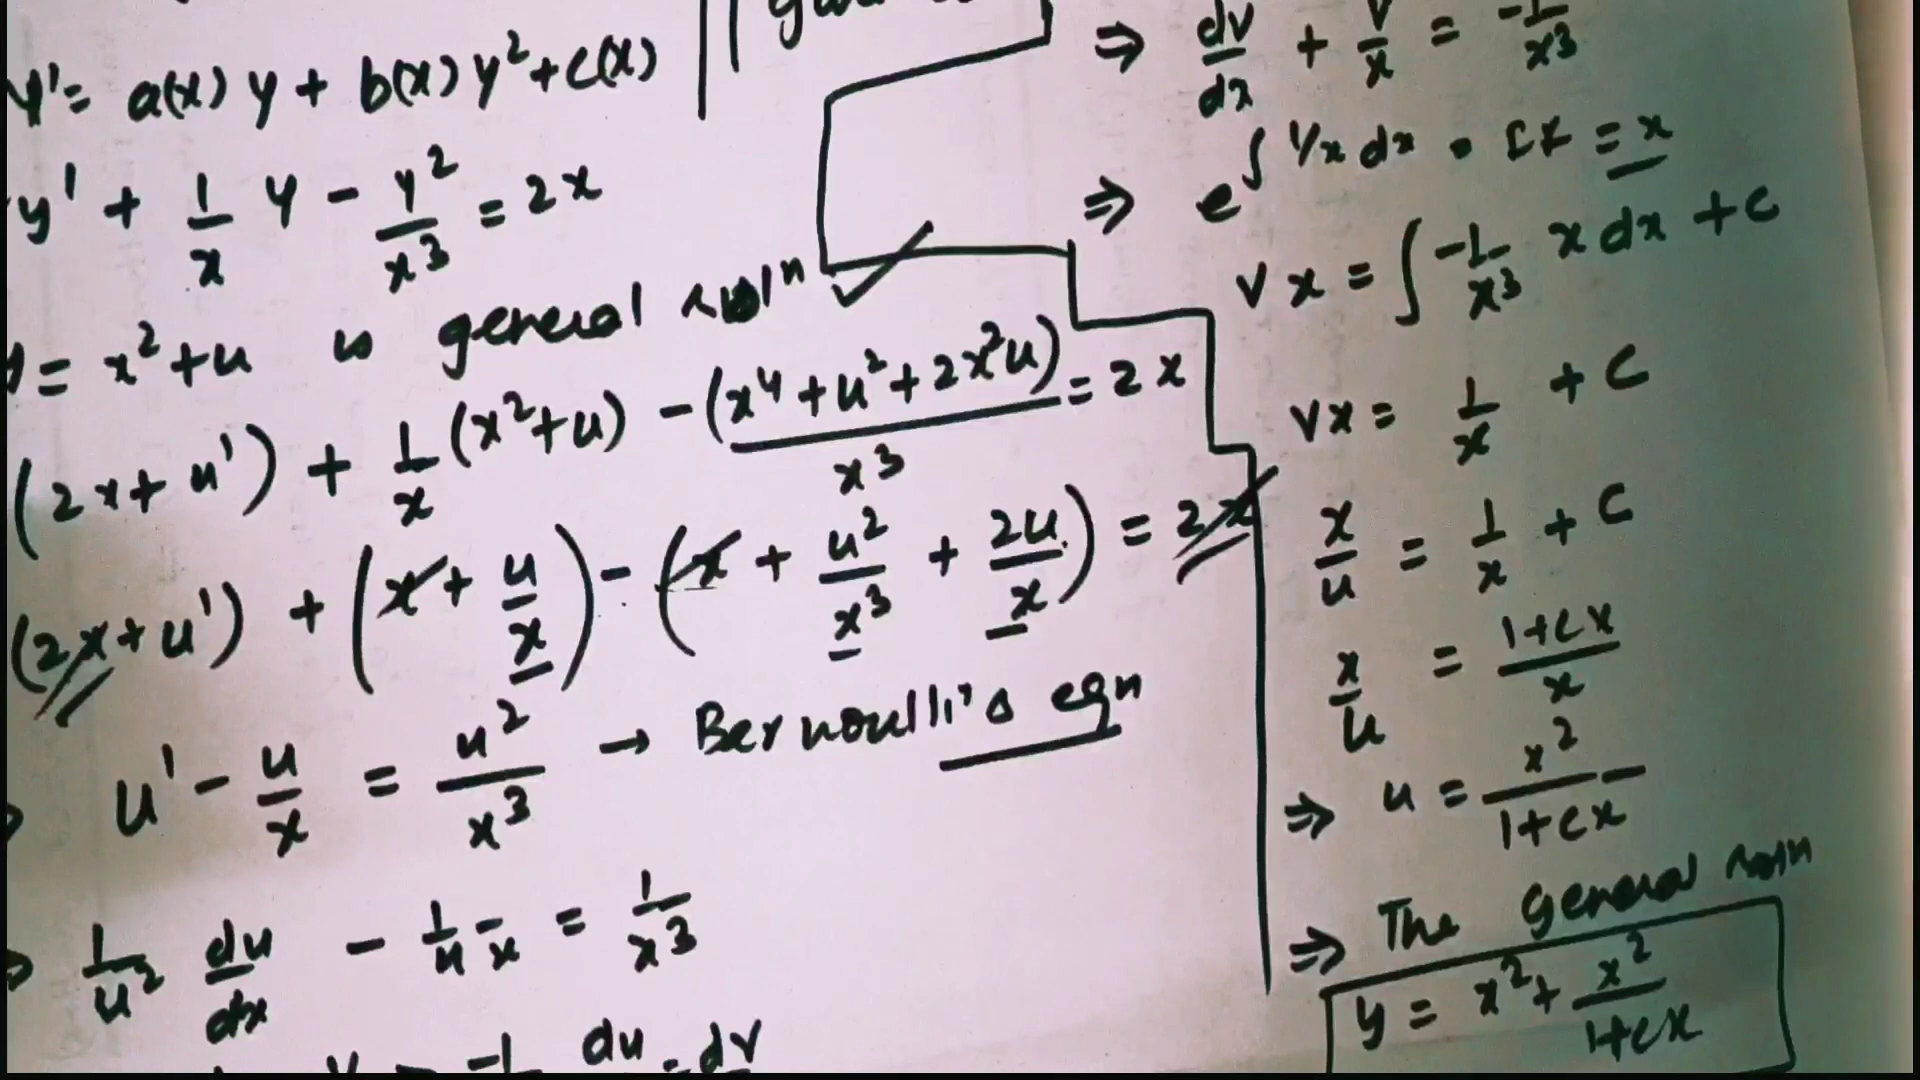 y' = a(x) y + b(x) y² + c(x)
y' + 1/x y - y²/x³ = 2x
= x² + u is general soln
(2x + u') + 1/x (x² + u) - (x⁴ + u² + 2x²u)/x³ = 2x
(2x + u') + (x + u/x) - (x + u²/x³ + 2u/x) = 2x
u' - u/x = u²/x³ → Bernoulli's eqn
1/u² du/dx - 1/u 1/x = 1/x³
⇒ dv/dx + v/x = -1/x³
⇒ e^∫ 1/x dx = = x
v x = ∫ -1/x³ x dx + c
vx = 1/x + c
x/u = 1/x + c
x/u = (1+cx)/x
⇒ u = x²/(1+cx)
⇒ The general soln
y = x² + x²/(1+cx)